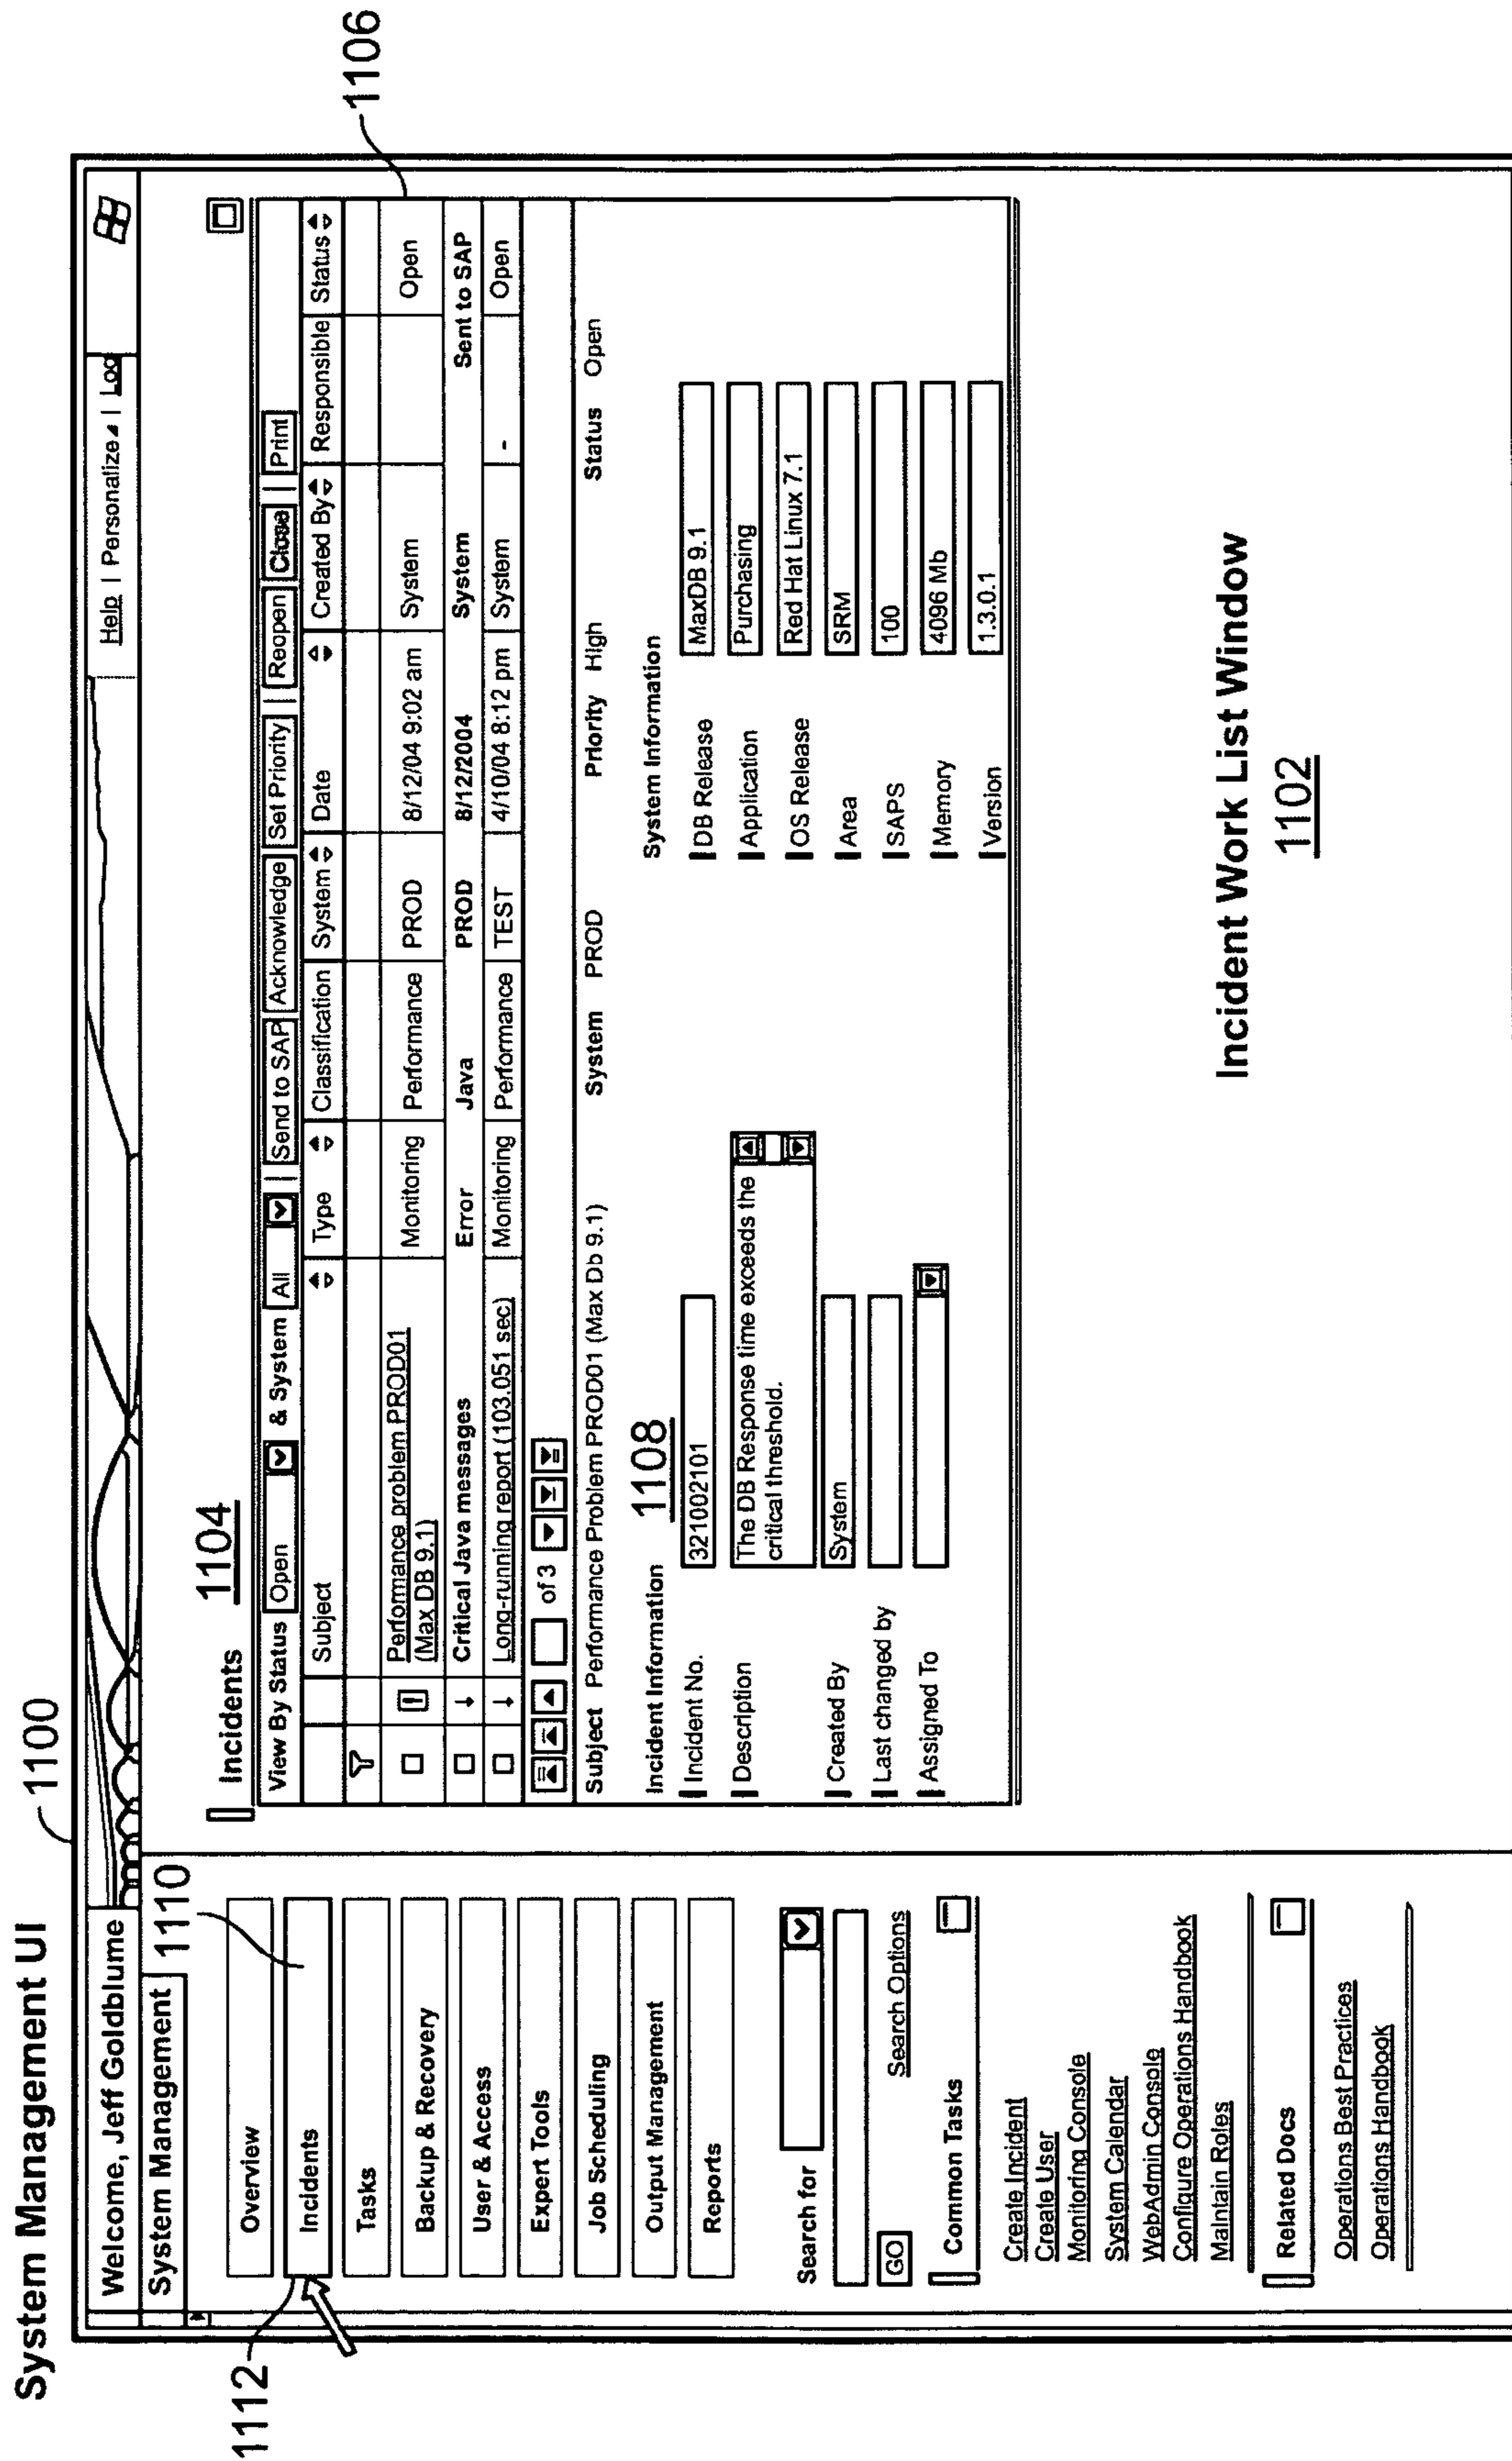 System Management UI
1100
Welcome, Jeff Goldblume
Help | Personalize | Log
System Management
1110
1112
Overview
Incidents
Tasks
Backup & Recovery
User & Access
Expert Tools
Job Scheduling
Output Management
Reports
Search for
GO
Search Options
Common Tasks
Create Incident
Create User
Monitoring Console
System Calendar
WebAdmin Console
Configure Operations Handbook
Maintain Roles
Related Docs
Operations Best Practices
Operations Handbook
Incidents
1104
1106
View By Status Open & System All | Send to SAP Acknowledge Set Priority | Reopen Close | Print
Subject Type Classification System Date Created By Responsible Status
Performance problem PROD01 Monitoring Performance PROD 8/12/04 9:02 am System Open
(Max DB 9.1)
Critical Java messages Error Java PROD 8/12/2004 System Sent to SAP
Long-running report (103.051 sec) Monitoring Performance TEST 4/10/04 8:12 pm System - Open
of 3
Subject Performance Problem PROD01 (Max Db 9.1) System PROD Priority High Status Open
Incident Information
1108
Incident No. 321002101
Description The DB Response time exceeds the
critical threshold.
Created By System
Last changed by
Assigned To
System Information
DB Release MaxDB 9.1
Application Purchasing
OS Release Red Hat Linux 7.1
Area SRM
SAPS 100
Memory 4096 Mb
Version 1.3.0.1
Incident Work List Window
1102